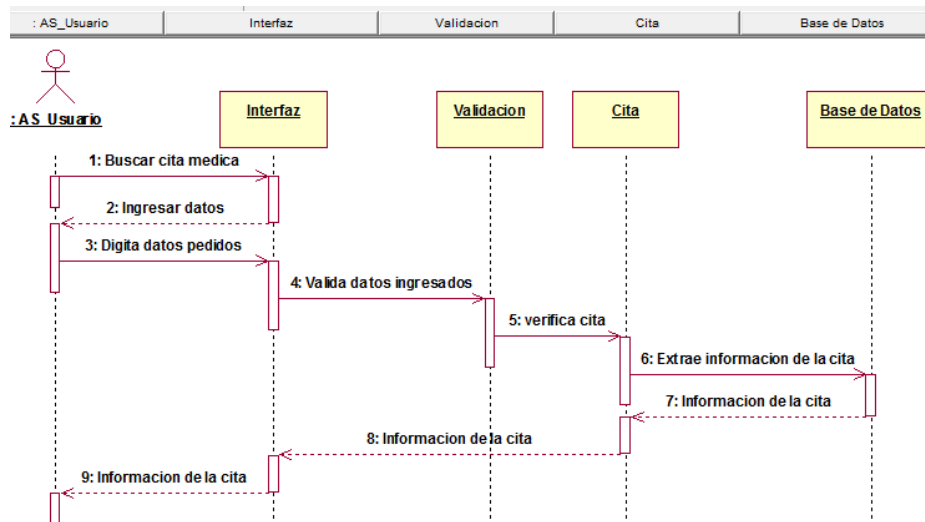 : AS_Usuario
Interfaz
Validacion
Cita
Base de Datos
: AS Usuario
Interfaz
Validacion
Cita
Base de Datos
1: Buscar cita medica
2: Ingresar datos
3: Digita datos pedidos
4: Valida datos ingresados
5: verifica cita
6: Extrae informacion de la cita
7: Informacion de la cita
8: Informacion de la cita
9: Informacion de la cita